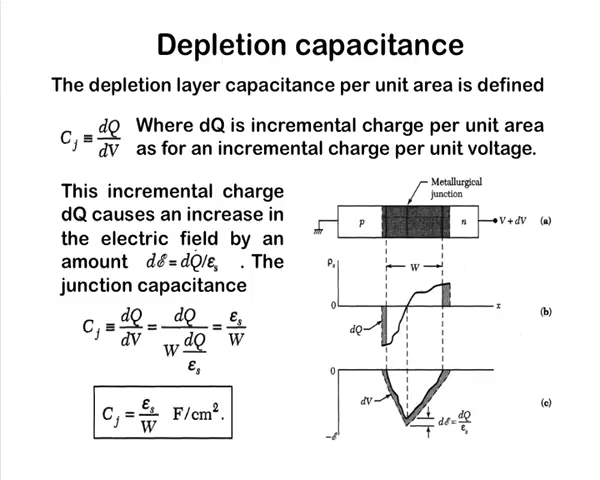 Depletion capacitance
The depletion layer capacitance per unit area is defined
C_j ≡ dQ/dV Where dQ is incremental charge per unit area
as for an incremental charge per unit voltage.
This incremental charge
dQ causes an increase in
the electric field by an
amount dℰ = dQ/ε_s . The
junction capacitance
C_j ≡ dQ/dV = dQ/(W dQ/ε_s) = ε_s/W
C_j = ε_s/W F/cm².
Metallurgical
junction
p
n
V + dV
(a)
W
ρ_s
0
x
dQ
(b)
0
dV
dℰ = dQ/ε_s
−ℰ
(c)